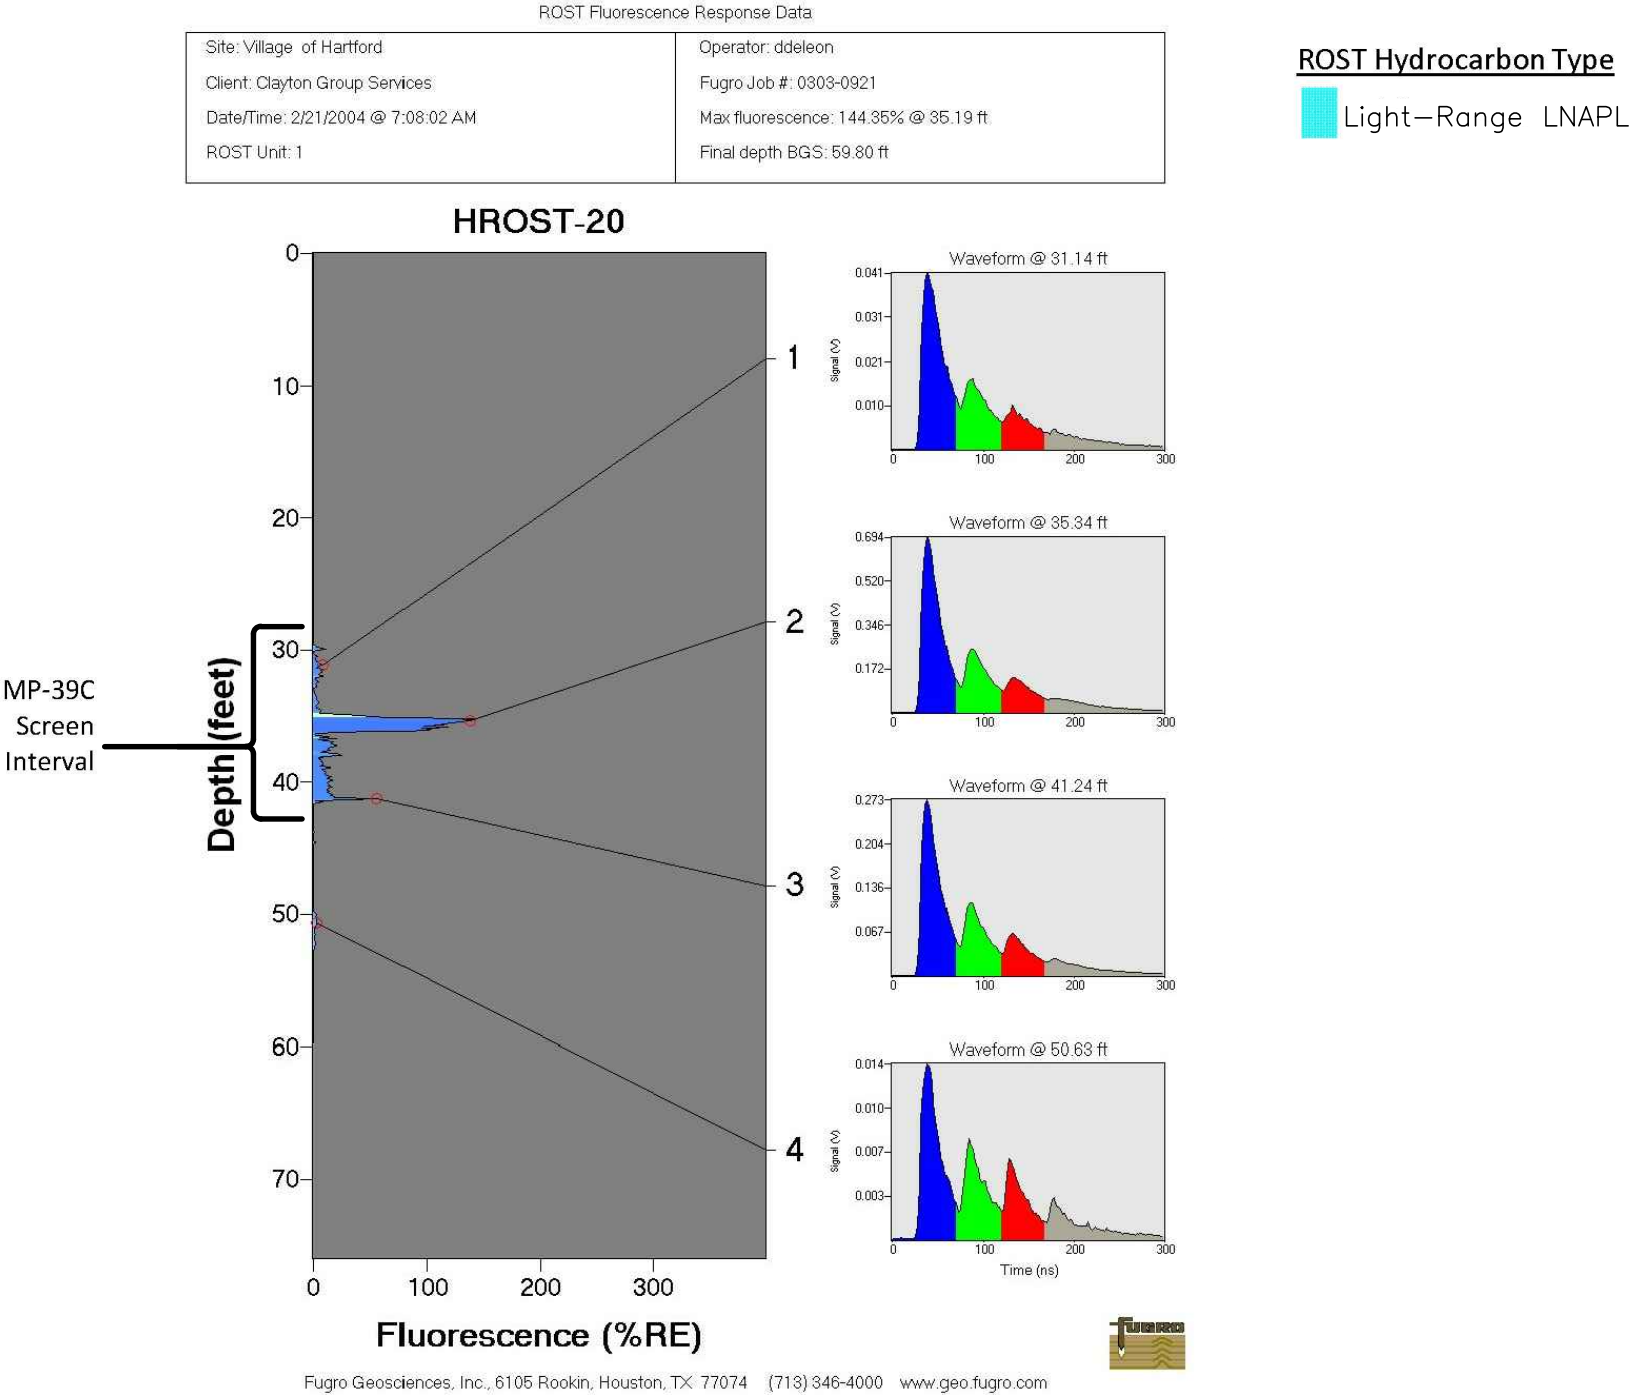 ROST Fluorescence Response Data
Site: Village of Hartford
Client: Clayton Group Services
Date/Time: 2/21/2004 @ 7:08:02 AM
ROST Unit: 1
Operator: ddeleon
Fugro Job #: 0303-0921
Max fluorescence: 144.35% @ 35.19 ft
Final depth BGS: 59.80 ft
ROST Hydrocarbon Type
Light-Range LNAPL
HROST-20
0
10
20
30
40
50
60
70
Depth (feet)
MP-39C
Screen
Interval
1
2
3
4
0 100 200 300
Fluorescence (%RE)
Waveform @ 31.14 ft
0.041
0.031
0.021
0.010
Signal (V)
0 100 200 300
Waveform @ 35.34 ft
0.694
0.520
0.346
0.172
Signal (V)
0 100 200 300
Waveform @ 41.24 ft
0.273
0.204
0.136
0.067
Signal (V)
0 100 200 300
Waveform @ 50.63 ft
0.014
0.010
0.007
0.003
Signal (V)
0 100 200 300
Time (ns)
fugro
Fugro Geosciences, Inc., 6105 Rookin, Houston, TX 77074 (713) 346-4000 www.geo.fugro.com